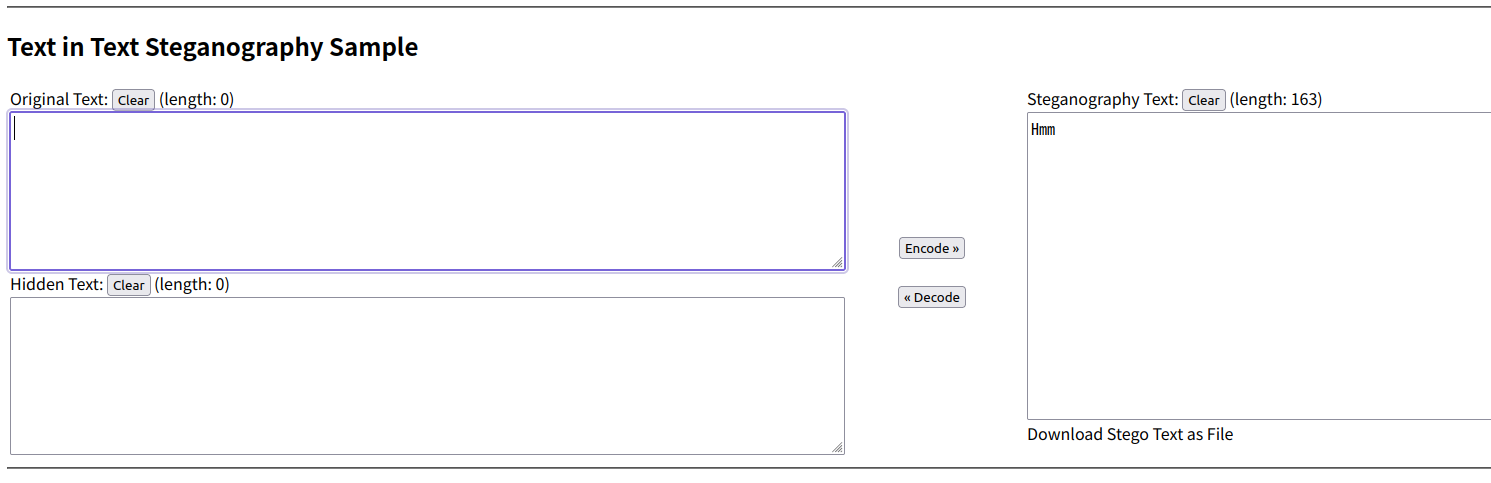 Text in Text Steganography Sample
Original Text: Clear (length: 0)
Hidden Text: Clear (length: 0)
Encode »
« Decode
Steganography Text: Clear (length: 163)
Hmm
Download Stego Text as File